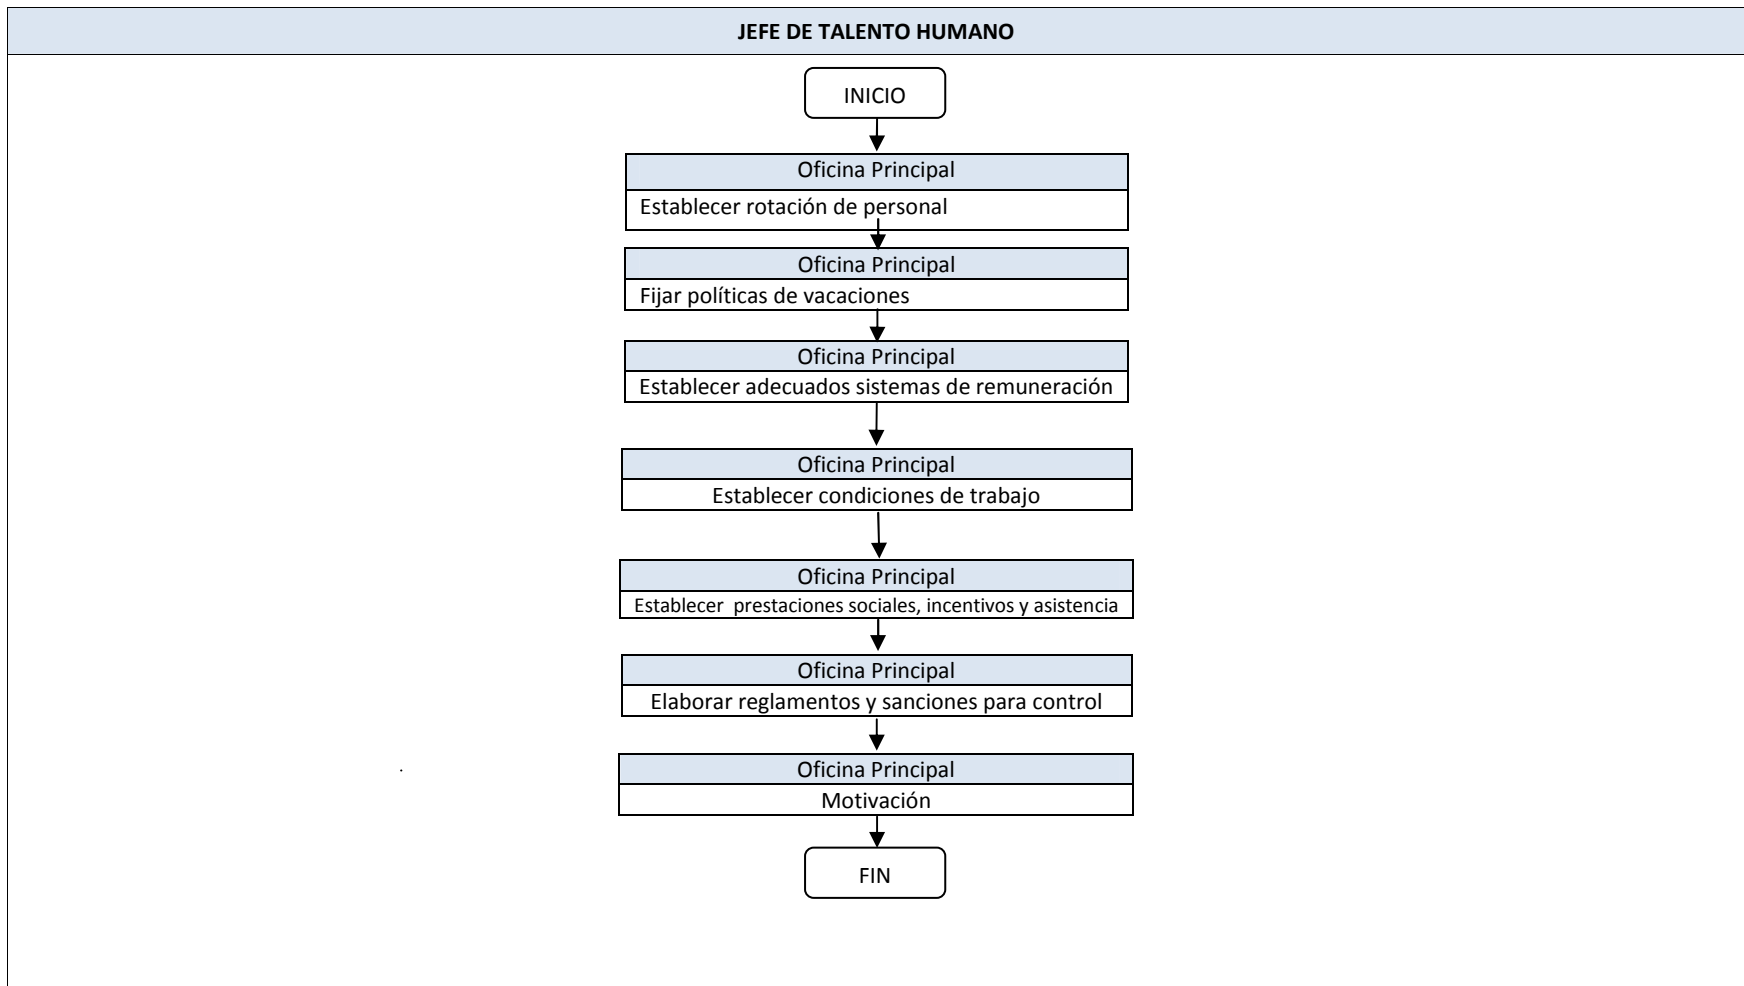 JEFE DE TALENTO HUMANO
INICIO
Oficina Principal
Establecer rotación de personal
Oficina Principal
Fijar políticas de vacaciones
Oficina Principal
Establecer adecuados sistemas de remuneración
Oficina Principal
Establecer condiciones de trabajo
Oficina Principal
Establecer  prestaciones sociales, incentivos y asistencia
Oficina Principal
Elaborar reglamentos y sanciones para control
Oficina Principal
Motivación
FIN